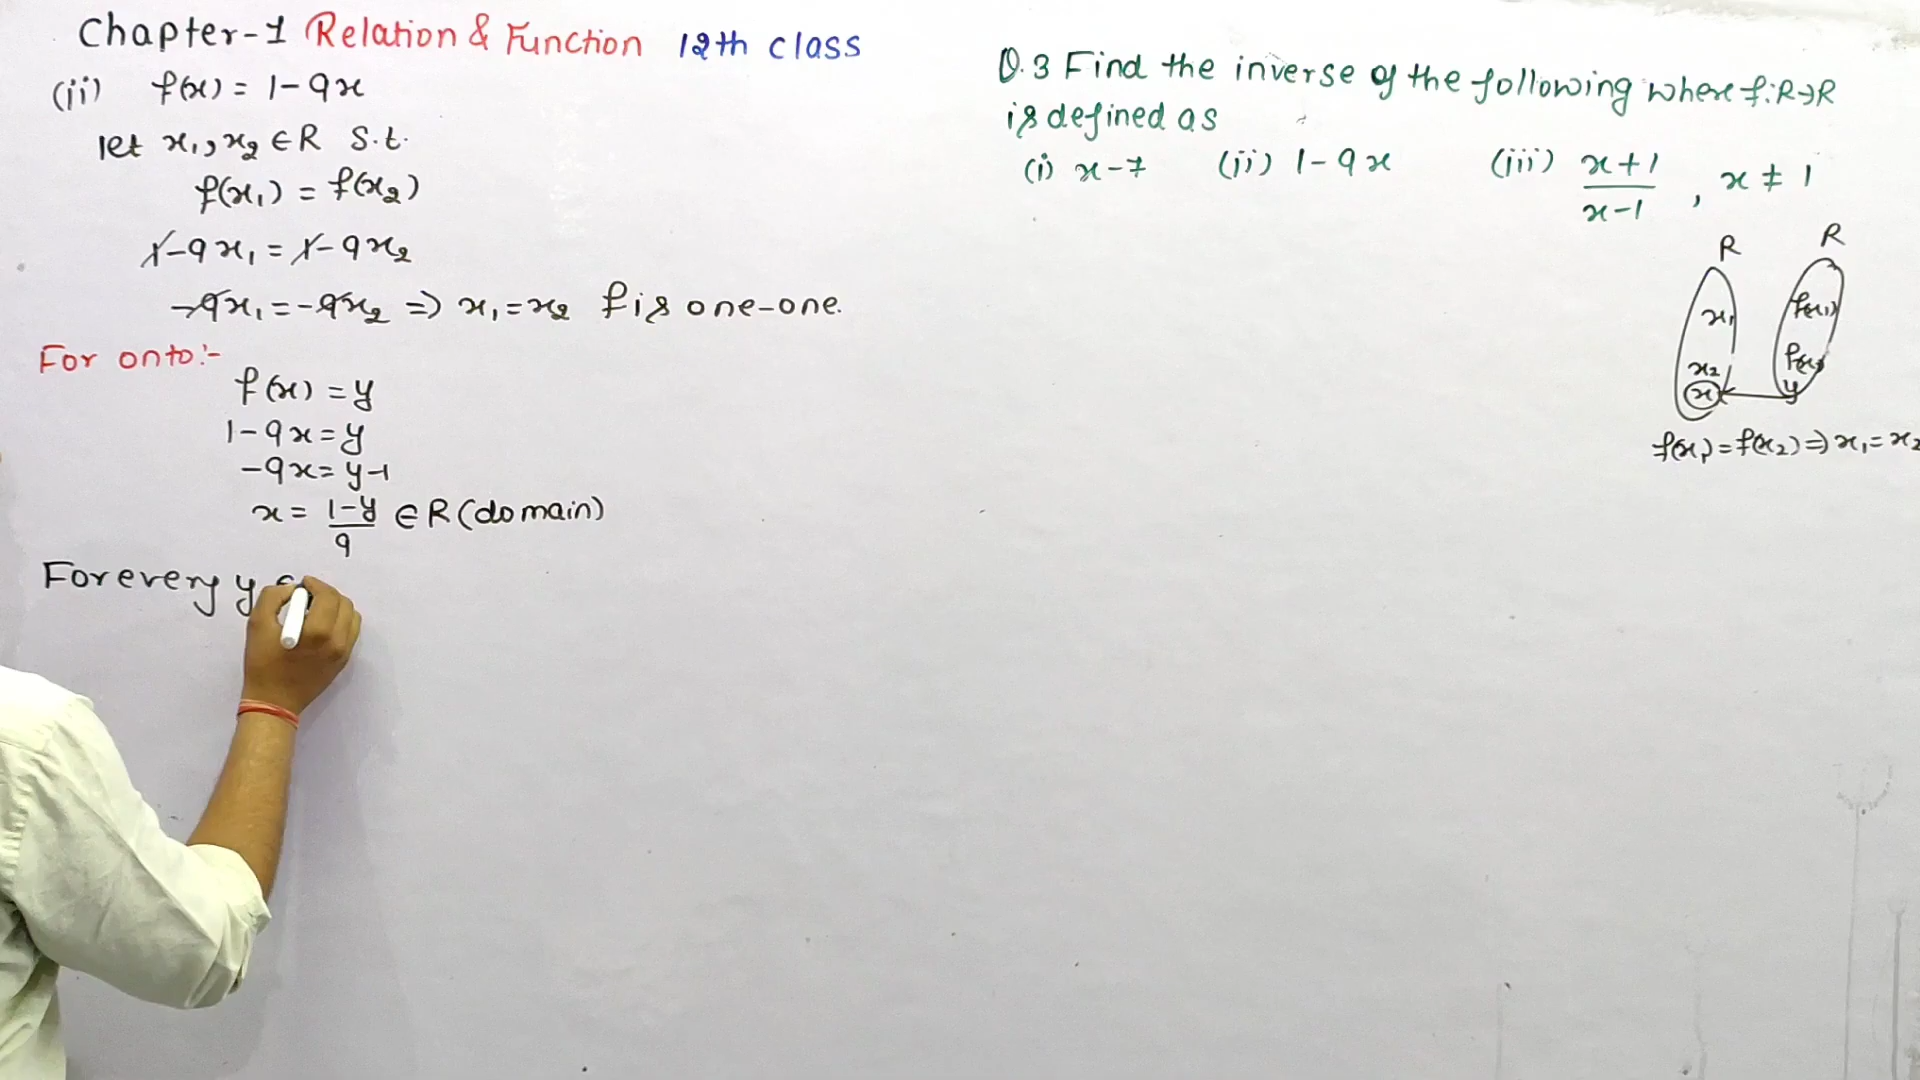 Chapter-1 Relation & Function 12th class
(ii) f(x) = 1-9x
let x₁, x₂ ∈ R s.t.
f(x₁) = f(x₂)
1-9x₁ = 1-9x₂
-9x₁ = -9x₂ => x₁ = x₂ f is one-one.
For onto:-
f(x) = y
1-9x = y
-9x = y-1
x = (1-y)/9 ∈ R (domain)
For every y
Q.3 Find the inverse of the following where f:R→R
is defined as
(i) x-7 (ii) 1-9x (iii) (x+1)/(x-1), x ≠ 1
R R
x₁ f(x₁)
x₂
x y
f(x₁) = f(x₂) => x₁ = x₂